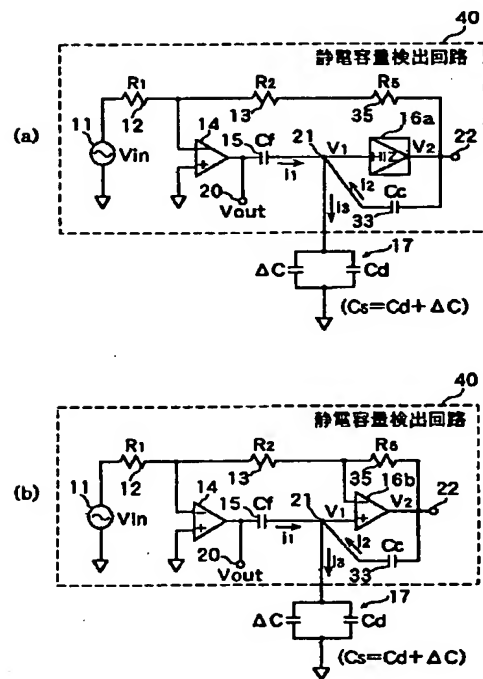 40
静電容量検出回路
R1
R2
R5
12
13
35
16a
(a)
11
14
15
Cf
21
V1
HIZ
V2
22
Vin
i1
i2
Cc
20
Vout
i3
33
17
ΔC
Cd
(Cs=Cd+ΔC)
40
静電容量検出回路
R1
R2
R5
12
13
35
16b
(b)
11
14
15
Cf
21
V1
V2
22
Vin
i1
i2
Cc
20
Vout
i3
33
17
ΔC
Cd
(Cs=Cd+ΔC)